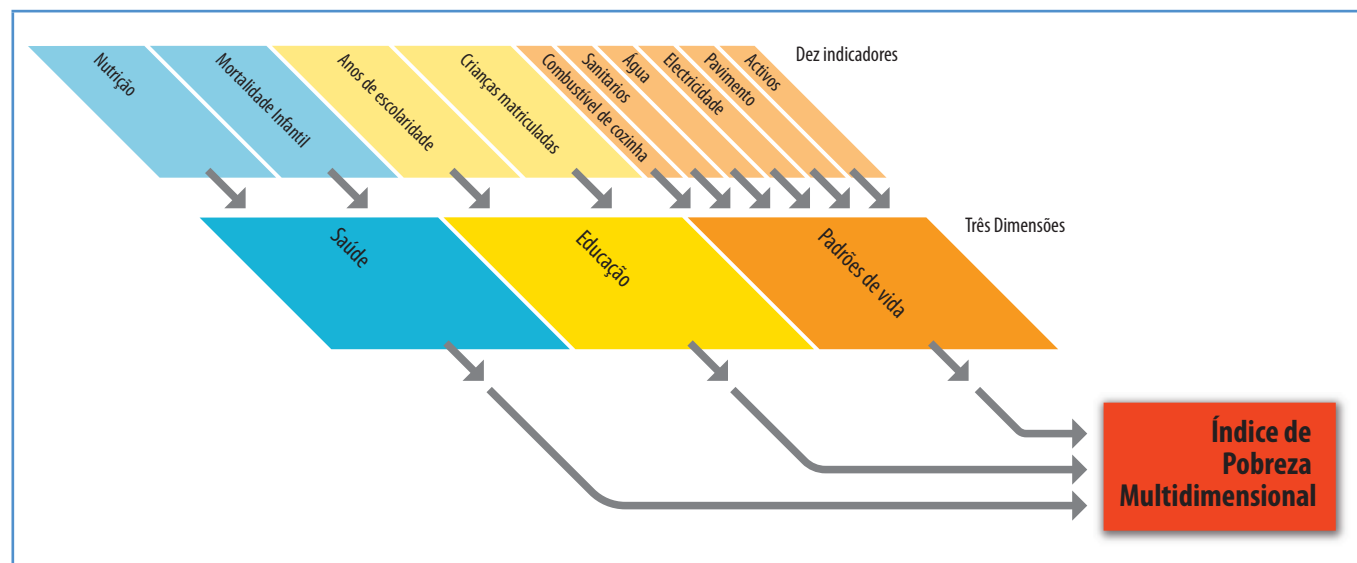 Nutrição
Mortalidade Infantil
Anos de escolaridade
Crianças matriculadas
Combustível de cozinha
Sanitarios
Água
Electricidade
Pavimento
Activos
Dez indicadores
Saúde
Educação
Padrões de vida
Três Dimensões
Índice de
Pobreza
Multidimensional